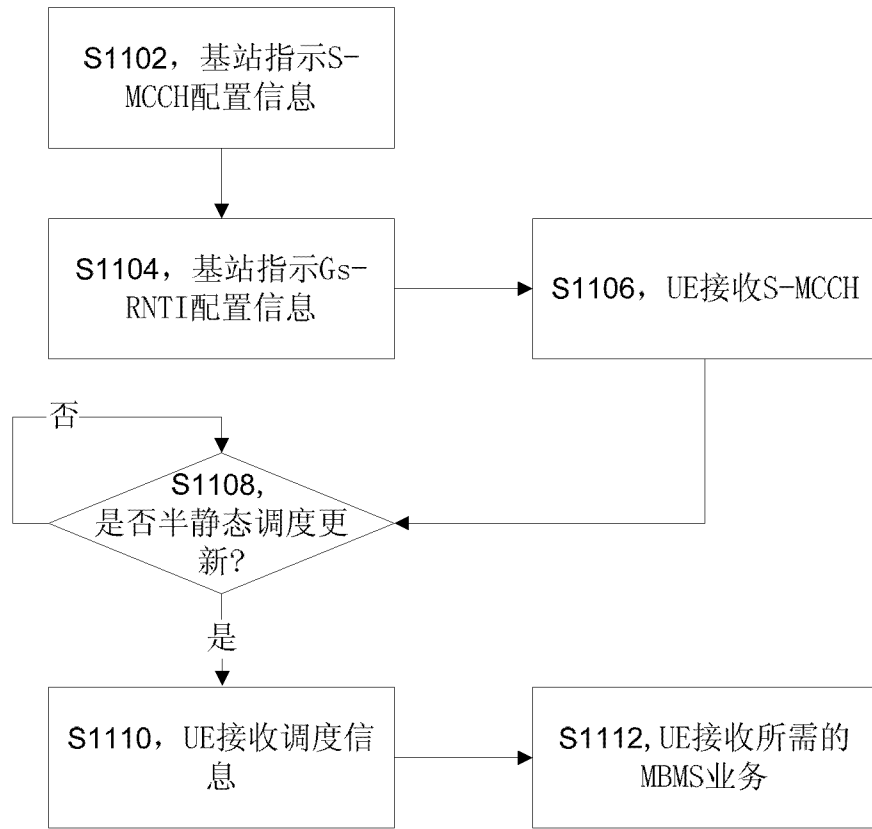 S1102，基站指示S-
MCCH配置信息
S1104，基站指示Gs-
RNTI配置信息
S1106，UE接收S-MCCH
否
S1108,
是否半静态调度更
新?
是
S1110，UE接收调度信
息
S1112,UE接收所需的
MBMS业务